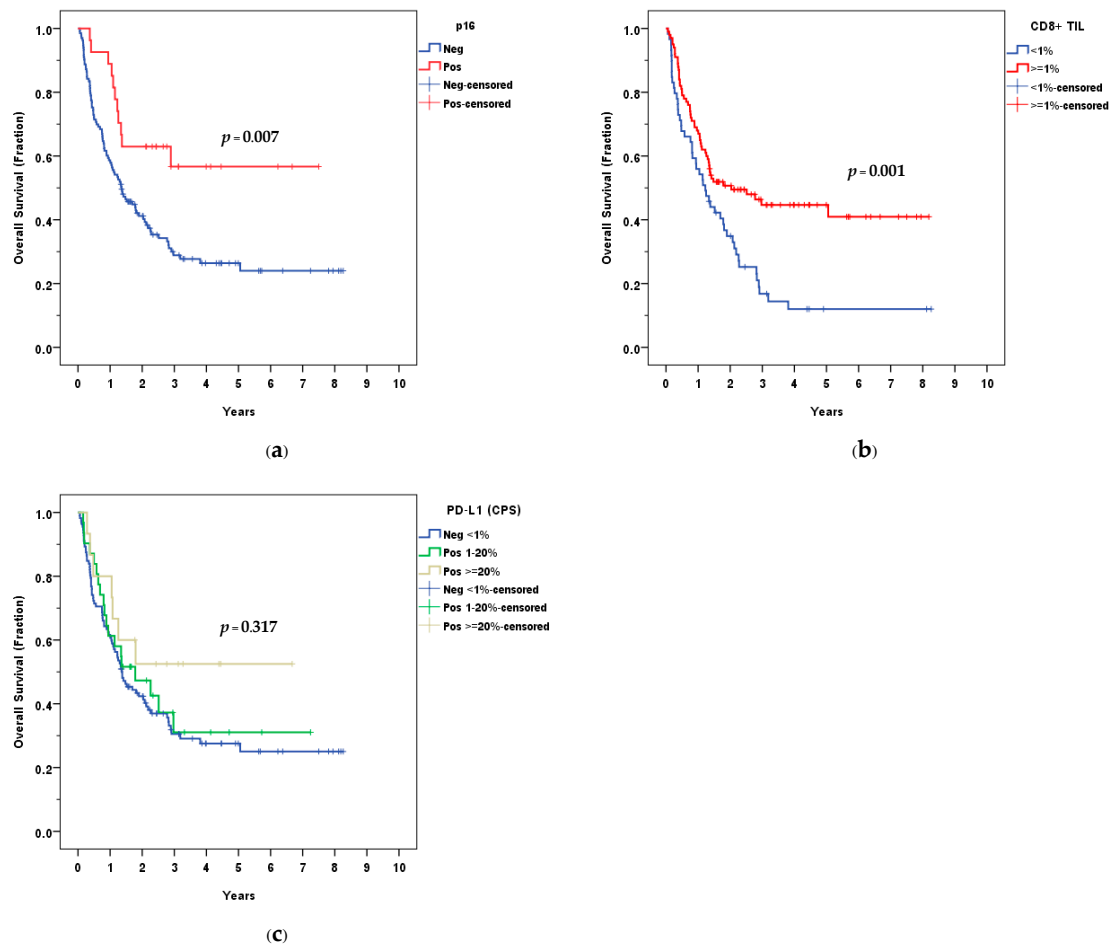 p16
Neg
Pos
Neg-censored
Pos-censored
p = 0.007
Overall Survival (Fraction)
1.0
0.8
0.6
0.4
0.2
0.0
0 1 2 3 4 5 6 7 8 9 10
Years
(a)
CD8+ TIL
<1%
>=1%
<1%-censored
>=1%-censored
p = 0.001
Overall Survival (Fraction)
1.0
0.8
0.6
0.4
0.2
0.0
0 1 2 3 4 5 6 7 8 9 10
Years
(b)
PD-L1 (CPS)
Neg <1%
Pos 1-20%
Pos >=20%
Neg <1%-censored
Pos 1-20%-censored
Pos >=20%-censored
p = 0.317
Overall Survival (Fraction)
1.0
0.8
0.6
0.4
0.2
0.0
0 1 2 3 4 5 6 7 8 9 10
Years
(c)